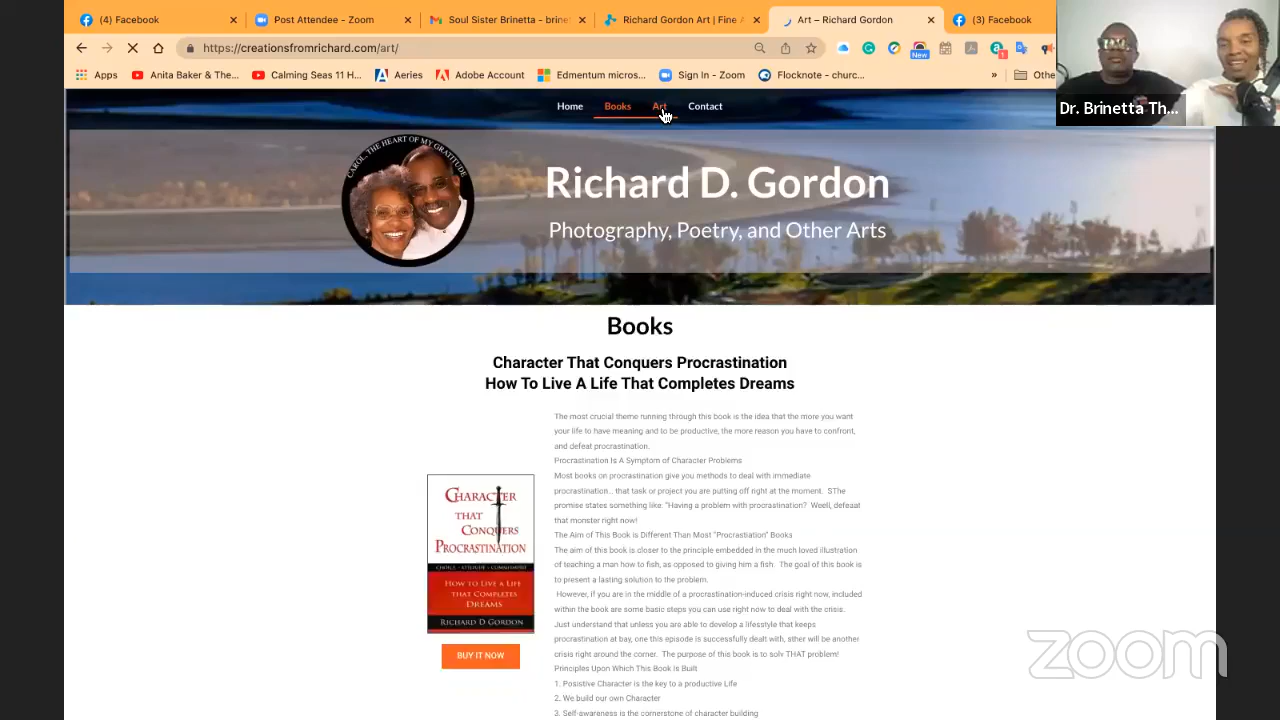 (4) Facebook
Post Attendee - Zoom
Soul Sister Brinetta - brine
Richard Gordon Art | Fine A
Art – Richard Gordon
(3) Facebook
https://creationsfromrichard.com/art/
New
Apps
Anita Baker & The...
Calming Seas 11 H...
Aeries
Adobe Account
Edmentum micros...
Sign In - Zoom
Flocknote - churc...
»
Othe
Dr. Brinetta Th...
Home
Books
Art
Contact
CAROL, THE HEART OF MY GRATITUDE
Richard D. Gordon
Photography, Poetry, and Other Arts
Books
Character That Conquers Procrastination
How To Live A Life That Completes Dreams
The most crucial theme running through this book is the idea that the more you want
your life to have meaning and to be productive, the more reason you have to confront,
and defeat procrastination.
Procrastination Is A Symptom of Character Problems
Most books on procrastination give you methods to deal with immediate
procrastination... that task or project you are putting off right at the moment. SThe
promise states something like: "Having a problem with procrastination? Weell, defeaat
that monster right now!
The Aim of This Book is Different Than Most "Procrastiation" Booka
The aim of this book is closer to the principle embedded in the much loved illustration
of teaching a man how to fish, as opposed to giving him a fish. The goal of this book is
to present a lasting solution to the problem.
However, if you are in the middle of a procrastination-induced crisis right now, included
within the book are some basic steps you can use right now to deal with the crisis.
Just understand that unless you are able to develop a lifestyle that keeps
procrastination at bay, one this episode is successfully dealt with, sther will be another
crisis right around the corner. The purpose of this book is to solv THAT problem!
Principles Upon Which This Book Is Built
1. Posistive Character is the key to a productive Life
2. We build our own Character
3. Self-awareness is the cornerstone of character building
CHARACTER
THAT
CONQUERS
PROCRASTINATION
CHOICE - ATTITUDE - COMMITMENT
HOW TO LIVE A LIFE
THAT COMPLETES
DREAMS
RICHARD D GORDON
BUY IT NOW
zoom